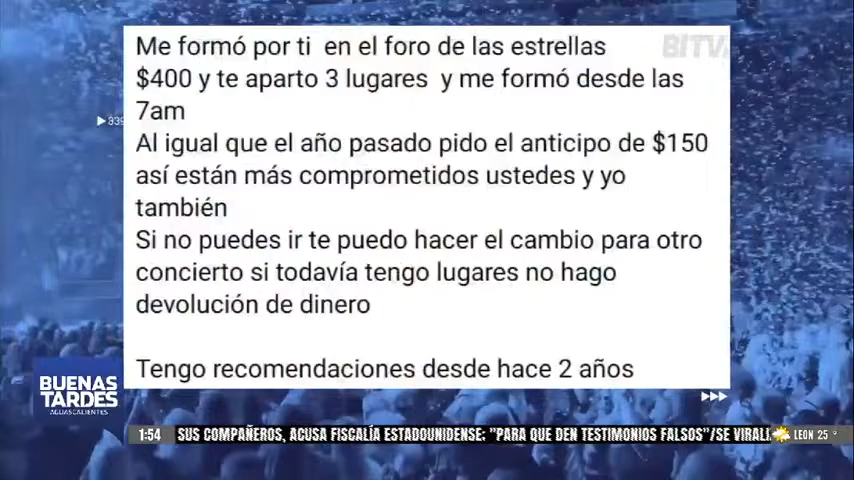 Me formó por ti en el foro de las estrellas
$400 y te aparto 3 lugares y me formó desde las
7am
Al igual que el año pasado pido el anticipo de $150
así están más comprometidos ustedes y yo
también
Si no puedes ir te puedo hacer el cambio para otro
concierto si todavía tengo lugares no hago
devolución de dinero
Tengo recomendaciones desde hace 2 años
BUENAS
TARDES
AGUASCALIENTES
1:54 SUS COMPAÑEROS, ACUSA FISCALÍA ESTADOUNIDENSE: "PARA QUE DEN TESTIMONIOS FALSOS"/SE VIRALI LEON 25 °